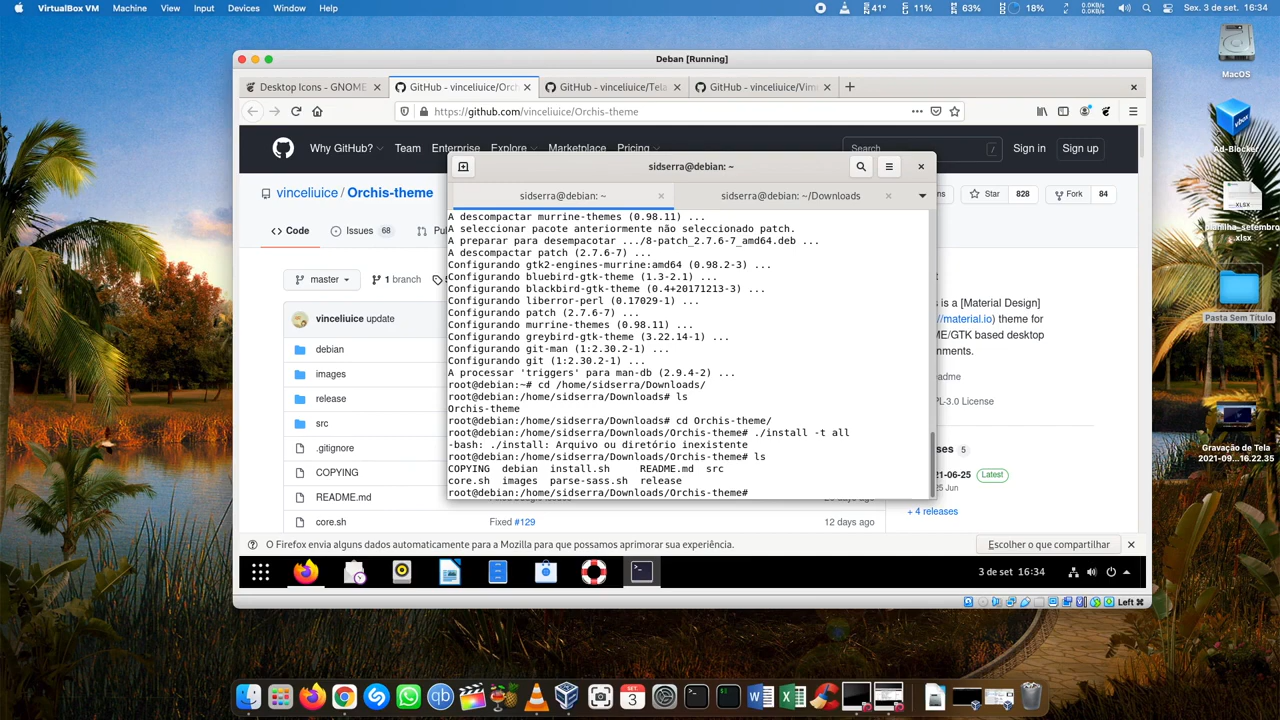 VirtualBox VM Machine View Input Devices Window Help
41° 11% 63% 18% 0.0KB/s 0.0KB/s Sex. 3 de set. 16:34
Deban [Running]
Desktop Icons - GNOME
GitHub - vinceliuice/Orc
GitHub - vinceliuice/Tela
GitHub - vinceliuice/Vim
https://github.com/vinceliuice/Orchis-theme
Why GitHub? Team Enterprise Explore Marketplace Pricing
Search / Sign in Sign up
vinceliuice / Orchis-theme
ns Star 828 Fork 84
<> Code Issues 68 Pu
master 1 branch
vinceliuice update
debian
images
release
src
.gitignore
COPYING
README.md
core.sh Fixed #129 12 days ago
s is a [Material Design]
//material.io) theme for
ME/GTK based desktop
nments.
adme
PL-3.0 License
ses 5
21-06-25 Latest
25 Jun
+ 4 releases
sidserra@debian: ~
sidserra@debian: ~
sidserra@debian: ~/Downloads
A descompactar murrine-themes (0.98.11) ...
A seleccionar pacote anteriormente não seleccionado patch.
A preparar para desempacotar .../8-patch_2.7.6-7_amd64.deb ...
A descompactar patch (2.7.6-7) ...
Configurando gtk2-engines-murrine:amd64 (0.98.2-3) ...
Configurando bluebird-gtk-theme (1.3-2.1) ...
Configurando blackbird-gtk-theme (0.4+20171213-3) ...
Configurando liberror-perl (0.17029-1) ...
Configurando patch (2.7.6-7) ...
Configurando murrine-themes (0.98.11) ...
Configurando greybird-gtk-theme (3.22.14-1) ...
Configurando git-man (1:2.30.2-1) ...
Configurando git (1:2.30.2-1) ...
A processar 'triggers' para man-db (2.9.4-2) ...
root@debian:~# cd /home/sidserra/Downloads/
root@debian:/home/sidserra/Downloads# ls
Orchis-theme
root@debian:/home/sidserra/Downloads# cd Orchis-theme/
root@debian:/home/sidserra/Downloads/Orchis-theme# ./install -t all
-bash: ./install: Arquivo ou diretório inexistente
root@debian:/home/sidserra/Downloads/Orchis-theme# ls
COPYING debian install.sh README.md src
core.sh images parse-sass.sh release
root@debian:/home/sidserra/Downloads/Orchis-theme#
O Firefox envia alguns dados automaticamente para a Mozilla para que possamos aprimorar sua experiência.
Escolher o que compartilhar
3 de set 16:34
Left ⌘
MacOS
vbox
Ad-Blocker
XLSX
planilha_setembro
.xlsx
Pasta Sem Título
Gravação de Tela
2021-09...16.22.35
SET.
3